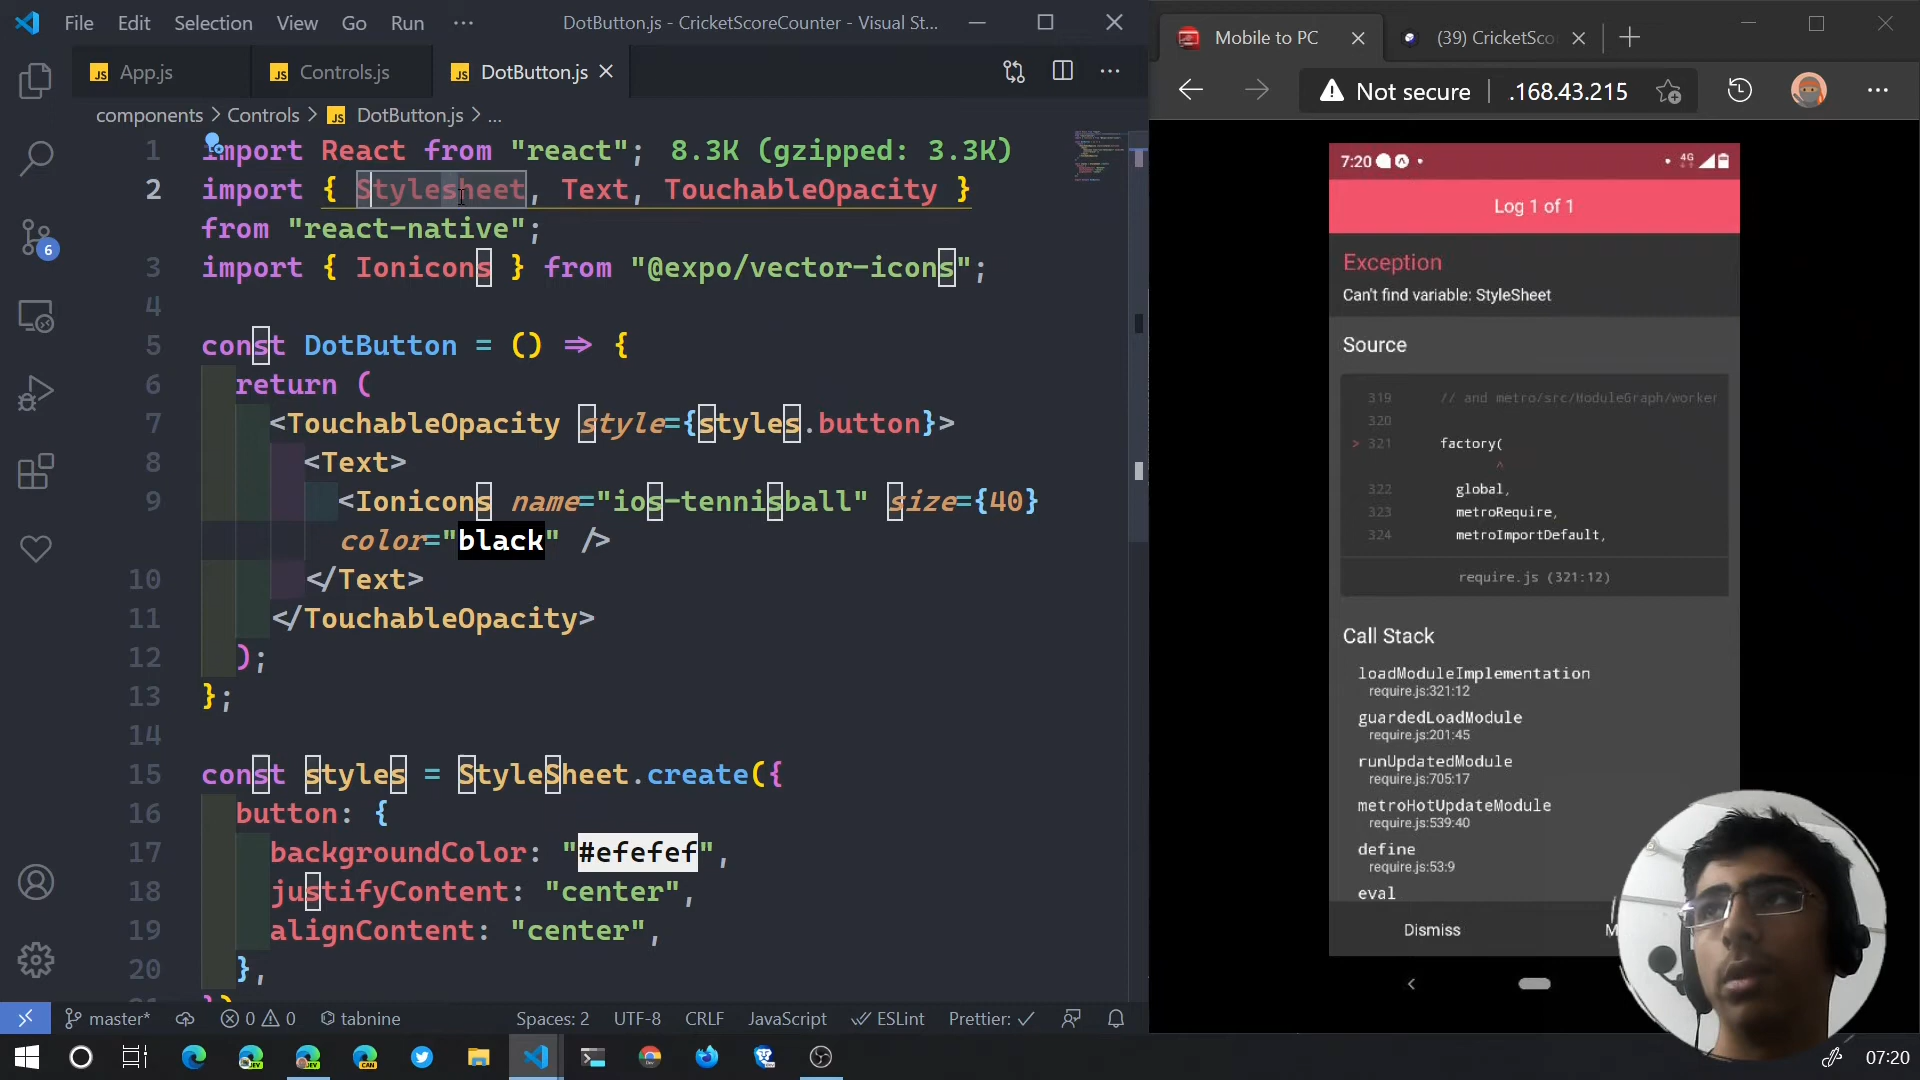 File Edit Selection View Go Run ··· DotButton.js - CricketScoreCounter - Visual St...
JS App.js JS Controls.js JS DotButton.js
components > Controls > JS DotButton.js > ...
1 import React from "react"; 8.3K (gzipped: 3.3K)
2 import { Stylesheet, Text, TouchableOpacity }
from "react-native";
3 import { Ionicons } from "@expo/vector-icons";
4
5 const DotButton = () => {
6 return (
7 <TouchableOpacity style={styles.button}>
8 <Text>
9 <Ionicons name="ios-tennisball" size={40}
color="black" />
10 </Text>
11 </TouchableOpacity>
12 );
13 };
14
15 const styles = StyleSheet.create({
16 button: {
17 backgroundColor: "#efefef",
18 justifyContent: "center",
19 alignContent: "center",
20 },
6
master* 0 0 tabnine Spaces: 2 UTF-8 CRLF JavaScript ESLint Prettier: ✓
Mobile to PC (39) CricketSco
Not secure .168.43.215
7:20 4G
Log 1 of 1
Exception
Can't find variable: StyleSheet
Source
319 // and metro/src/ModuleGraph/worker
320
> 321 factory(
^
322 global,
323 metroRequire,
324 metroImportDefault,
require.js (321:12)
Call Stack
loadModuleImplementation
require.js:321:12
guardedLoadModule
require.js:201:45
runUpdatedModule
require.js:705:17
metroHotUpdateModule
require.js:539:40
define
require.js:53:9
eval
Dismiss M
DEV DEV CAN Dev
07:20